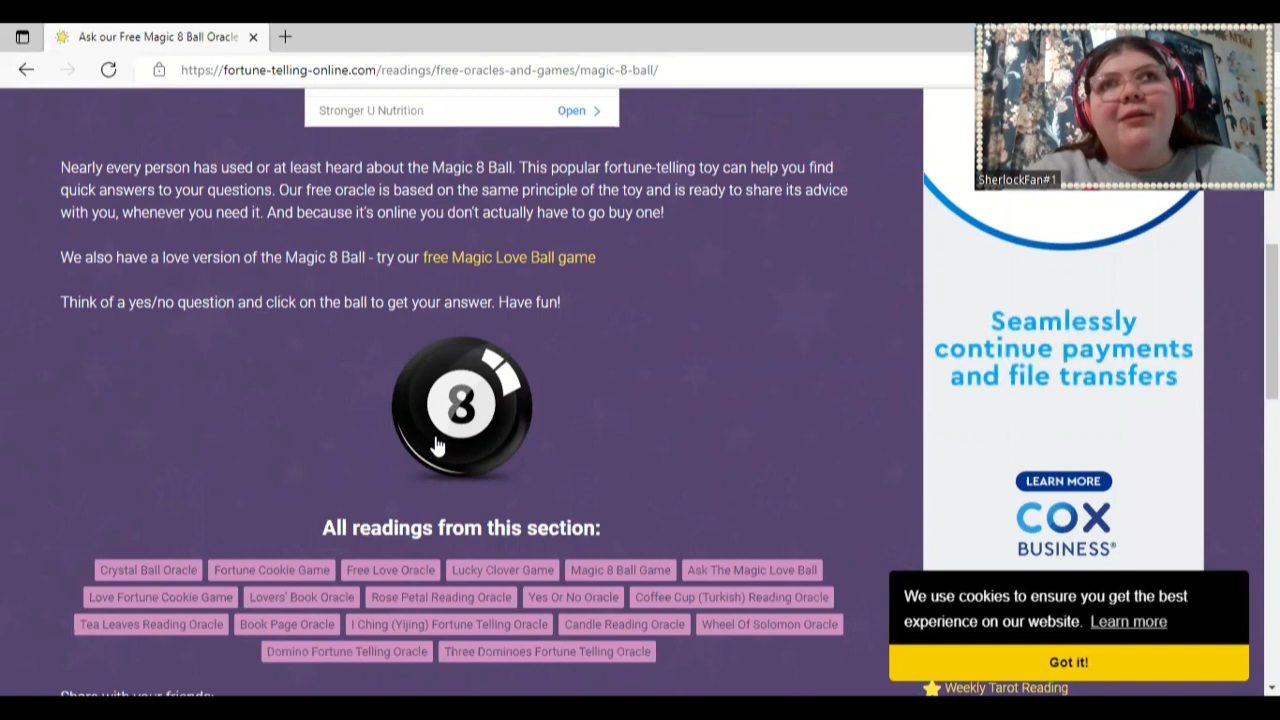 Ask our Free Magic 8 Ball Oracle
https://fortune-telling-online.com/readings/free-oracles-and-games/magic-8-ball/
SherlockFan#1
Stronger U Nutrition
Open
Nearly every person has used or at least heard about the Magic 8 Ball. This popular fortune-telling toy can help you find
quick answers to your questions. Our free oracle is based on the same principle of the toy and is ready to share its advice
with you, whenever you need it. And because it's online you don't actually have to go buy one!
We also have a love version of the Magic 8 Ball - try our free Magic Love Ball game
Think of a yes/no question and click on the ball to get your answer. Have fun!
8
All readings from this section:
Crystal Ball Oracle Fortune Cookie Game Free Love Oracle Lucky Clover Game Magic 8 Ball Game Ask The Magic Love Ball
Love Fortune Cookie Game Lovers' Book Oracle Rose Petal Reading Oracle Yes Or No Oracle Coffee Cup (Turkish) Reading Oracle
Tea Leaves Reading Oracle Book Page Oracle I Ching (Yijing) Fortune Telling Oracle Candle Reading Oracle Wheel Of Solomon Oracle
Domino Fortune Telling Oracle Three Dominoes Fortune Telling Oracle
Share with your friends:
Seamlessly
continue payments
and file transfers
LEARN MORE
COX
BUSINESS®
We use cookies to ensure you get the best
experience on our website. Learn more
Got it!
Weekly Tarot Reading